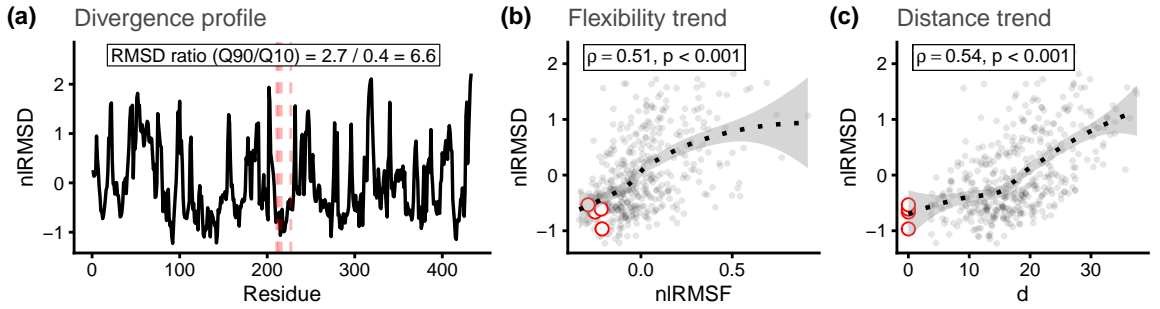 (a) Divergence profile
RMSD ratio (Q90/Q10) = 2.7 / 0.4 = 6.6
nlRMSD
2
1
0
−1
0 100 200 300 400
Residue
(b) Flexibility trend
ρ = 0.51, p < 0.001
nlRMSD
2
1
0
−1
0.0 0.5
nlRMSF
(c) Distance trend
ρ = 0.54, p < 0.001
nlRMSD
2
1
0
−1
0 10 20 30
d